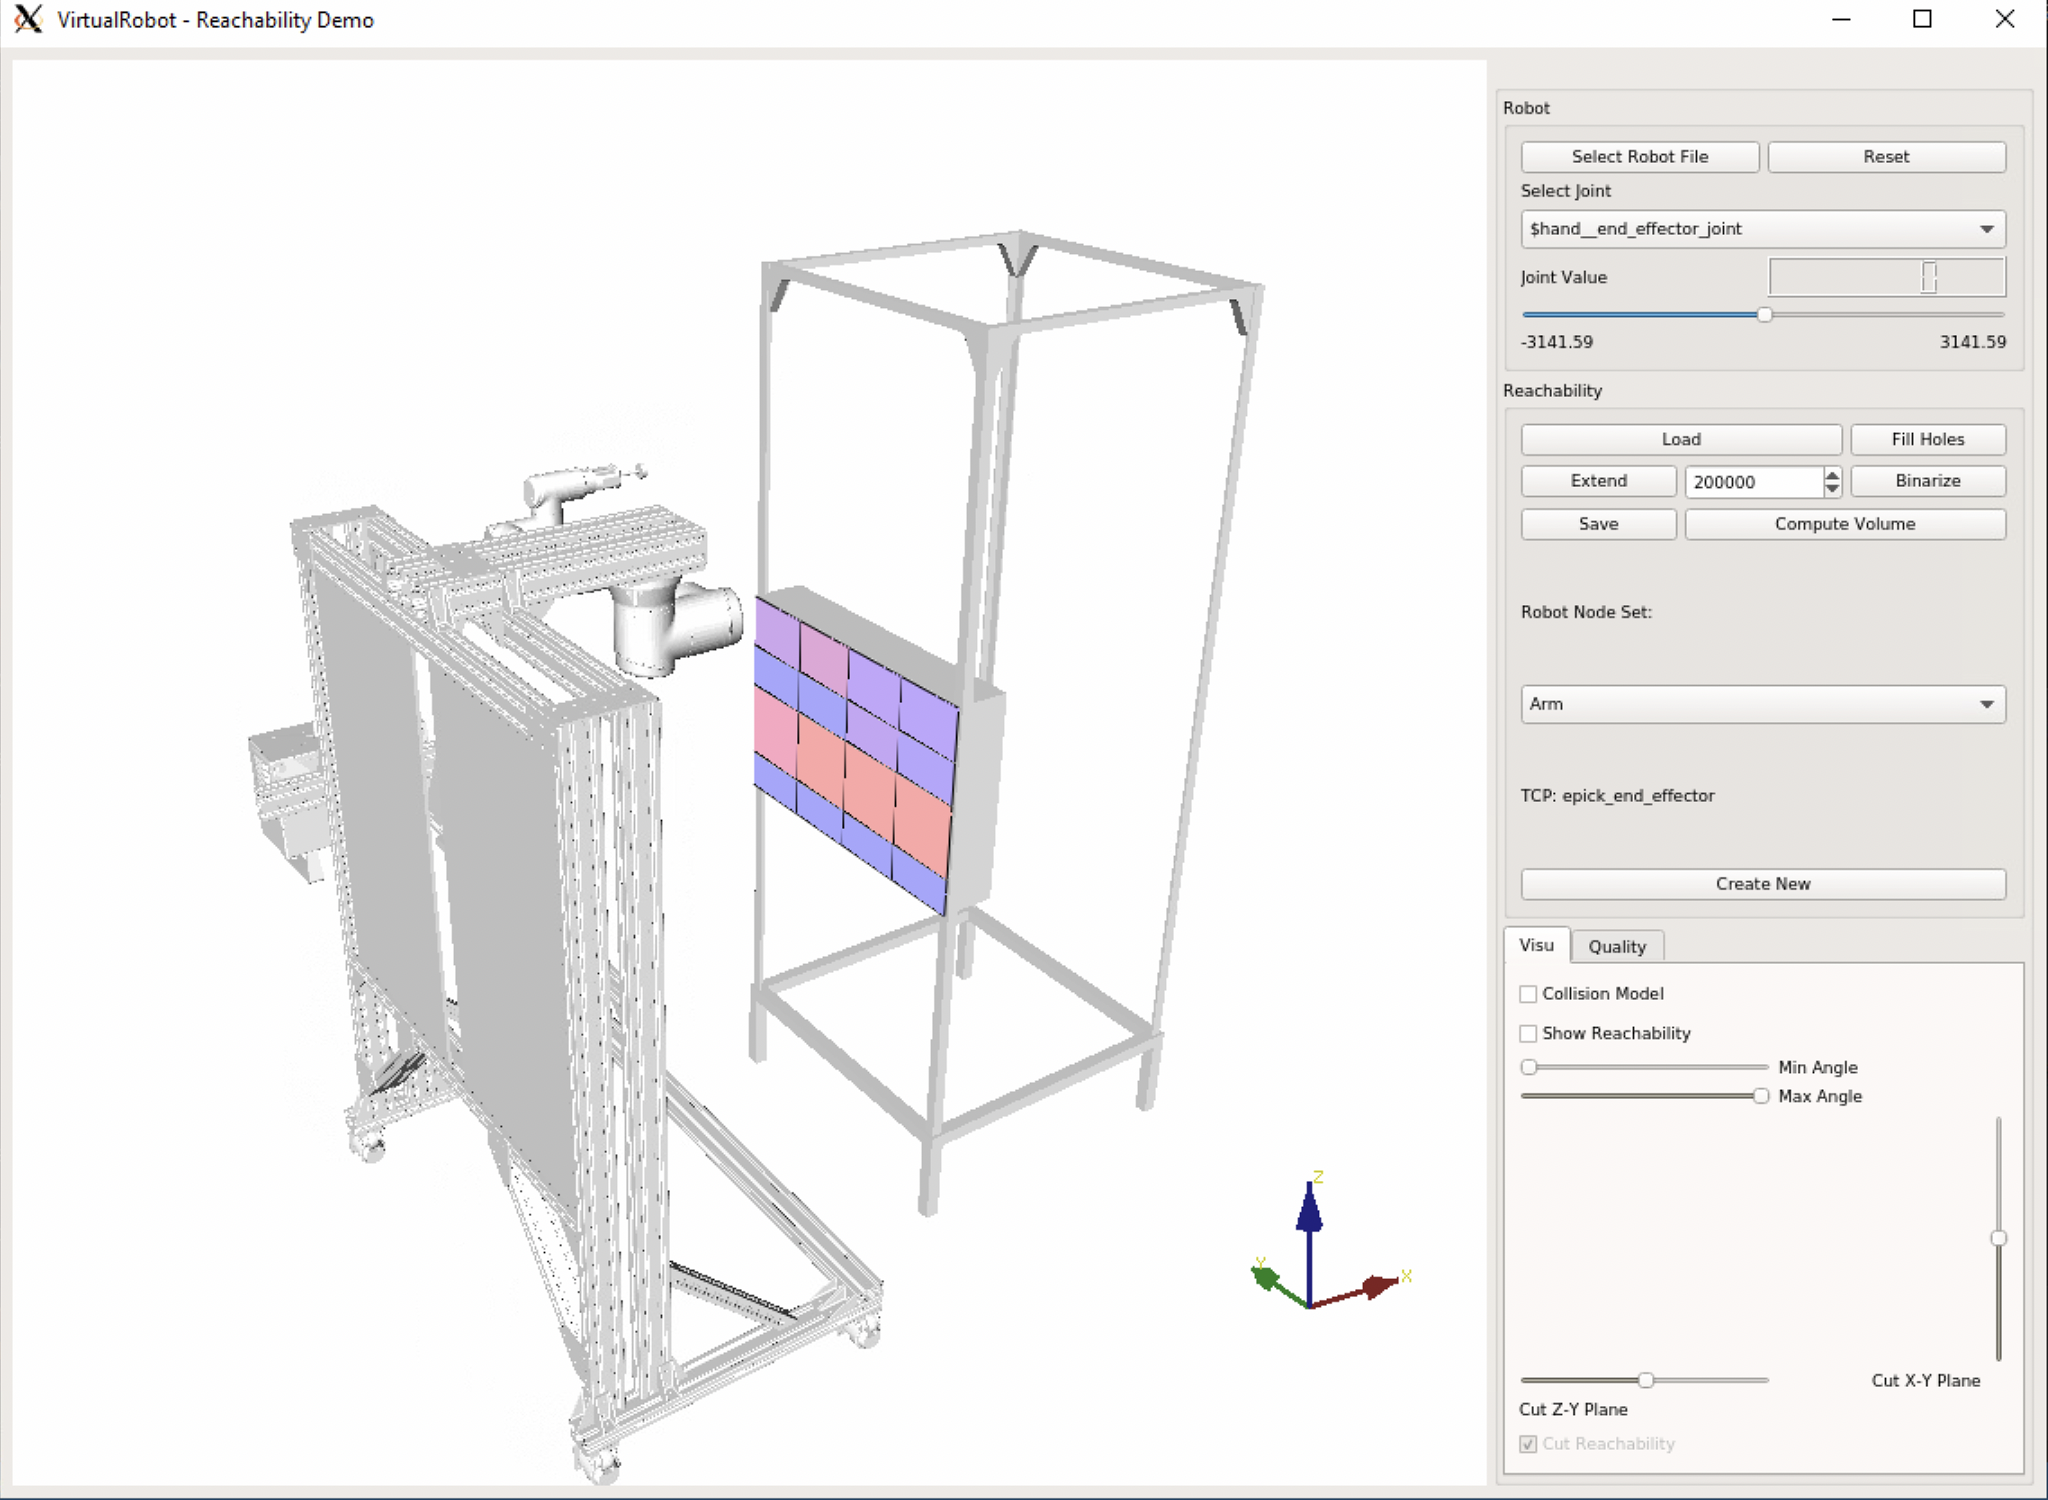 VirtualRobot - Reachability Demo
Robot
Select Robot File
Reset
Select Joint
$hand__end_effector_joint
Joint Value
-3141.59
3141.59
Reachability
Load
Fill Holes
Extend
200000
Binarize
Save
Compute Volume
Robot Node Set:
Arm
TCP: epick_end_effector
Create New
Visu
Quality
Collision Model
Show Reachability
Min Angle
Max Angle
Cut X-Y Plane
Cut Z-Y Plane
Cut Reachability
Z
Y
X